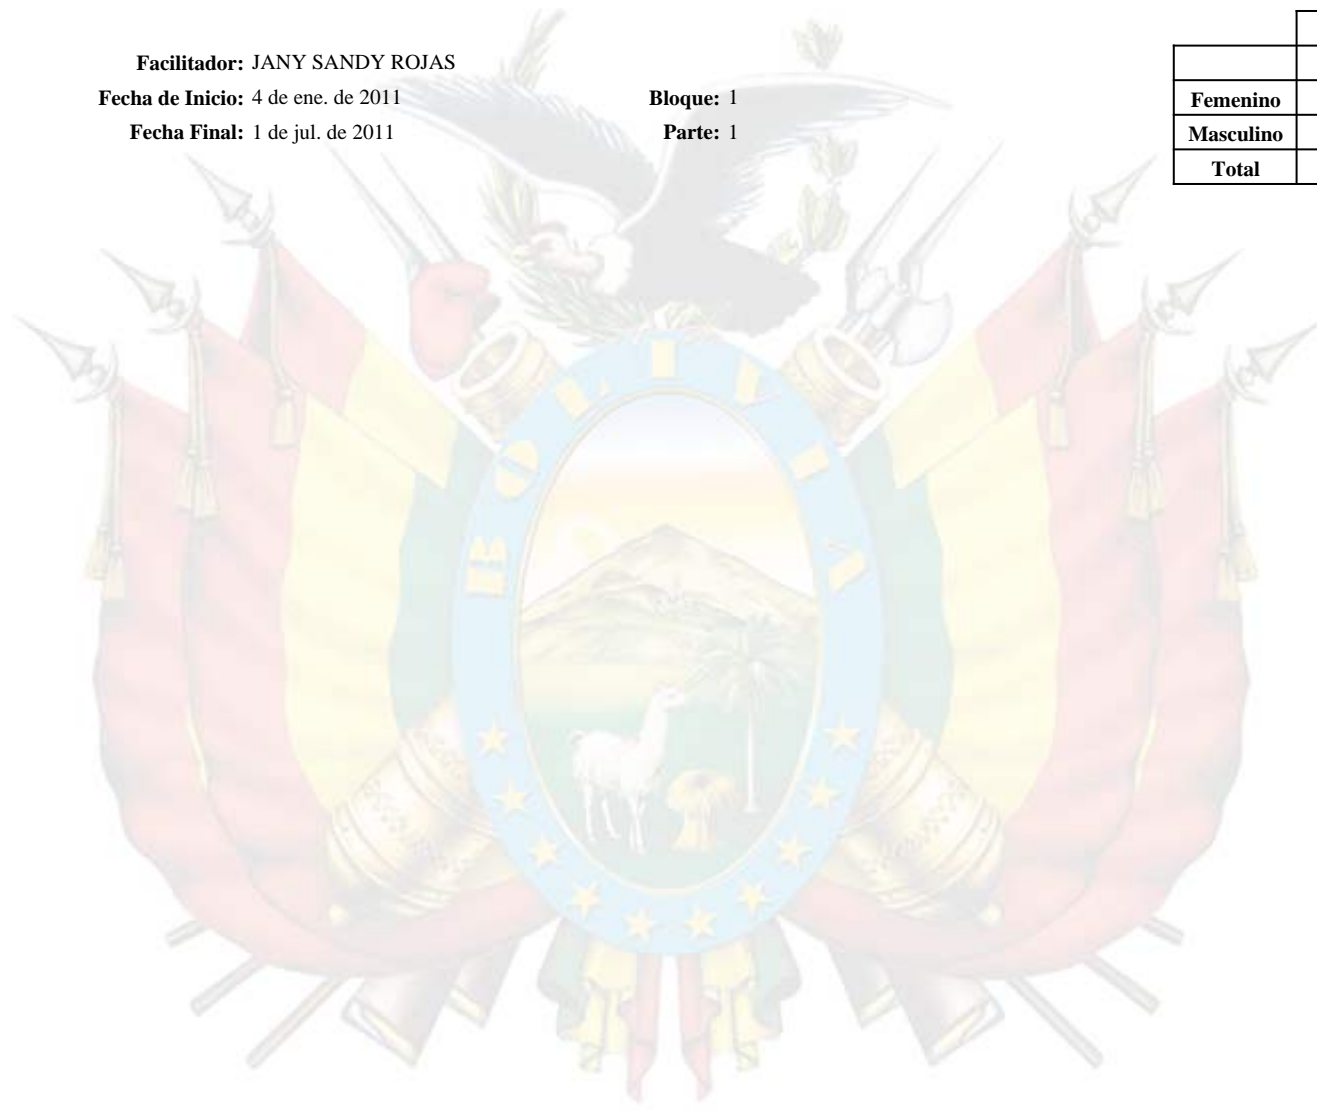 Facilitador: JANY SANDY ROJAS
Fecha de Inicio: 4 de ene. de 2011 Bloque: 1
Fecha Final: 1 de jul. de 2011 Parte: 1
Femenino
Masculino
Total
BOLIVIA